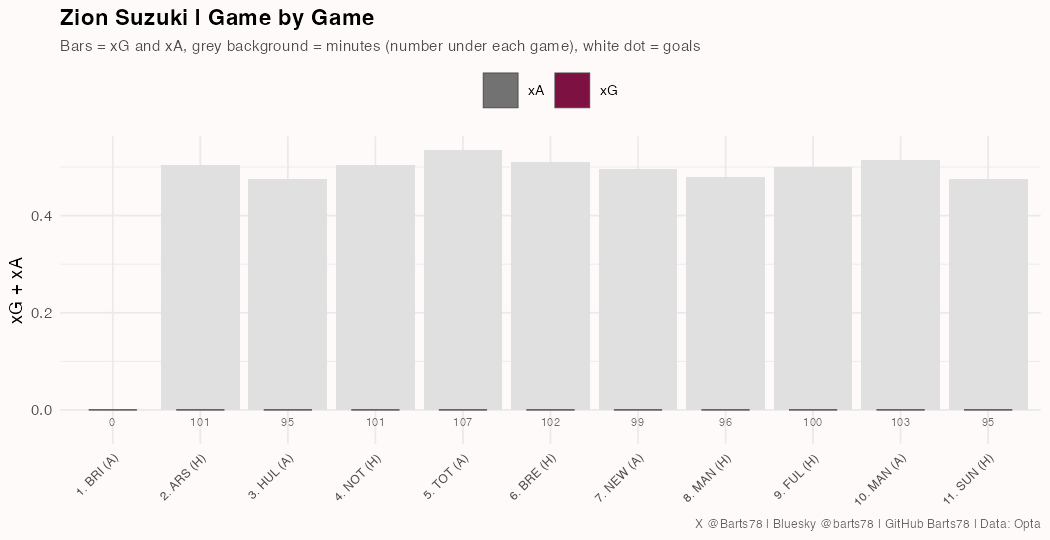 Zion Suzuki | Game by Game
Bars = xG and xA, grey background = minutes (number under each game), white dot = goals
xA xG
xG + xA
0.4
0.2
0.0
0 101 95 101 107 102 99 96 100 103 95
1. BRI (A) 2. ARS (H) 3. HUL (A) 4. NOT (H) 5. TOT (A) 6. BRE (H) 7. NEW (A) 8. MAN (H) 9. FUL (H) 10. MAN (A) 11. SUN (H)
X @Barts78 | Bluesky @barts78 | GitHub Barts78 | Data: Opta